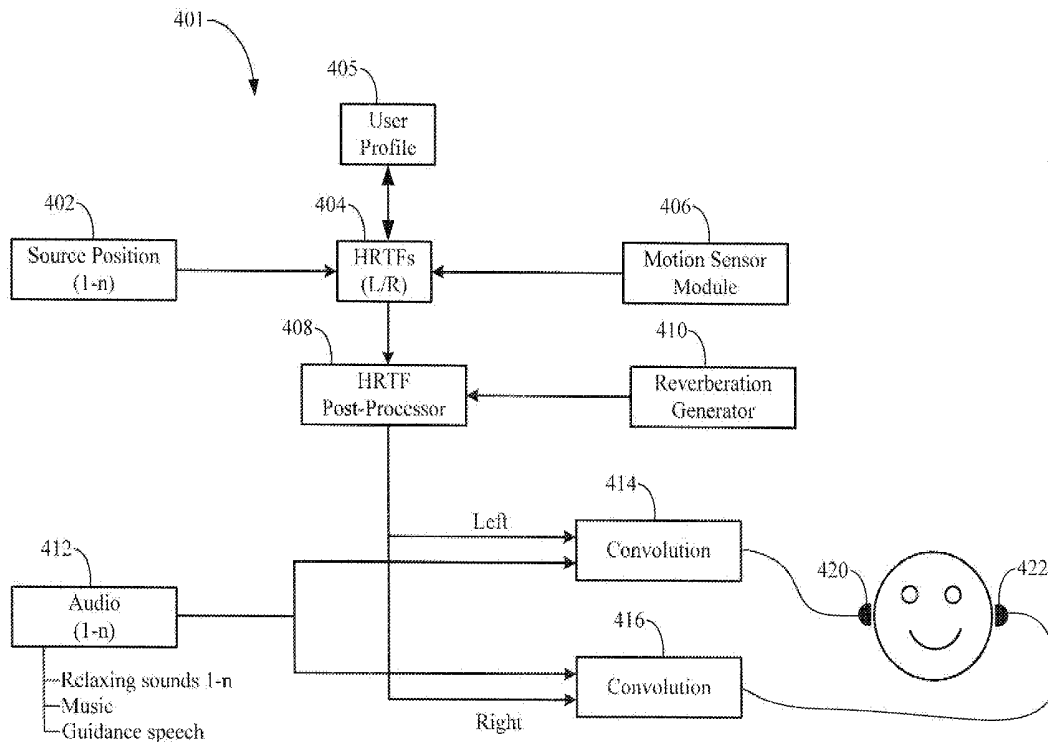 401
405
User
Profile
402
Source Position
(1-n)
404
HRTFs
(L/R)
406
Motion Sensor
Module
408
HRTF
Post-Processor
410
Reverberation
Generator
414
Left
Convolution
412
Audio
(1-n)
420
422
416
Convolution
Right
Relaxing sounds 1-n
Music
Guidance speech